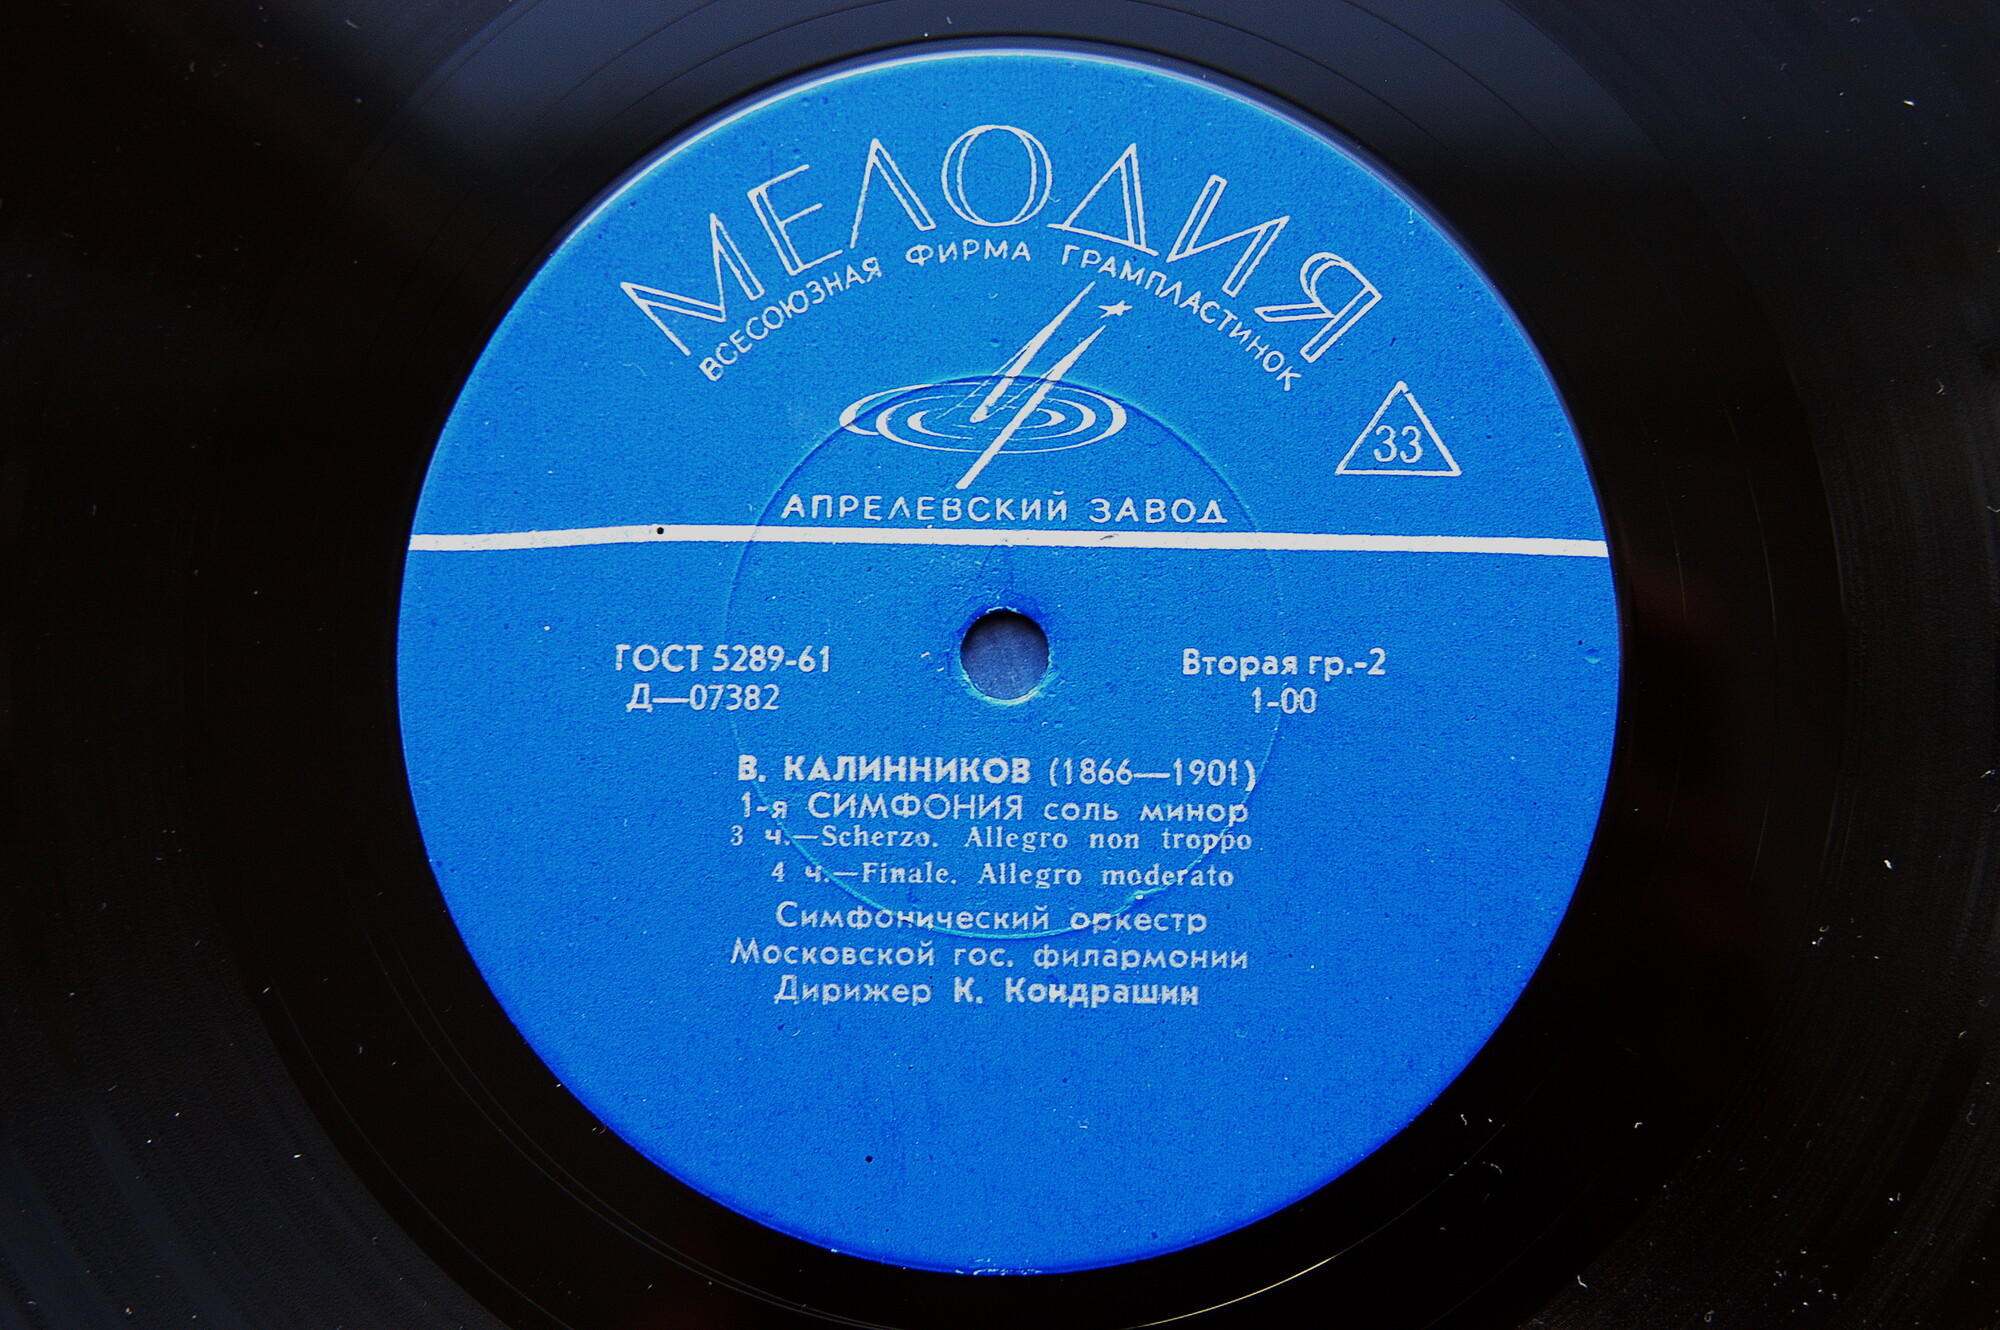 МЕЛОДИЯ
ВСЕСОЮЗНАЯ ФИРМА ГРАМПЛАСТИНОК
33
АПРЕЛЕВСКИЙ ЗАВОД
ГОСТ 5289-61
Д—07382
Вторая гр.-2
1-00
В. КАЛИННИКОВ (1866—1901)
1-я СИМФОНИЯ соль минор
3 ч.—Scherzo. Allegro non troppo
4 ч.—Finale. Allegro moderato
Симфонический оркестр
Московской гос. филармонии
Дирижер К. Кондрашин